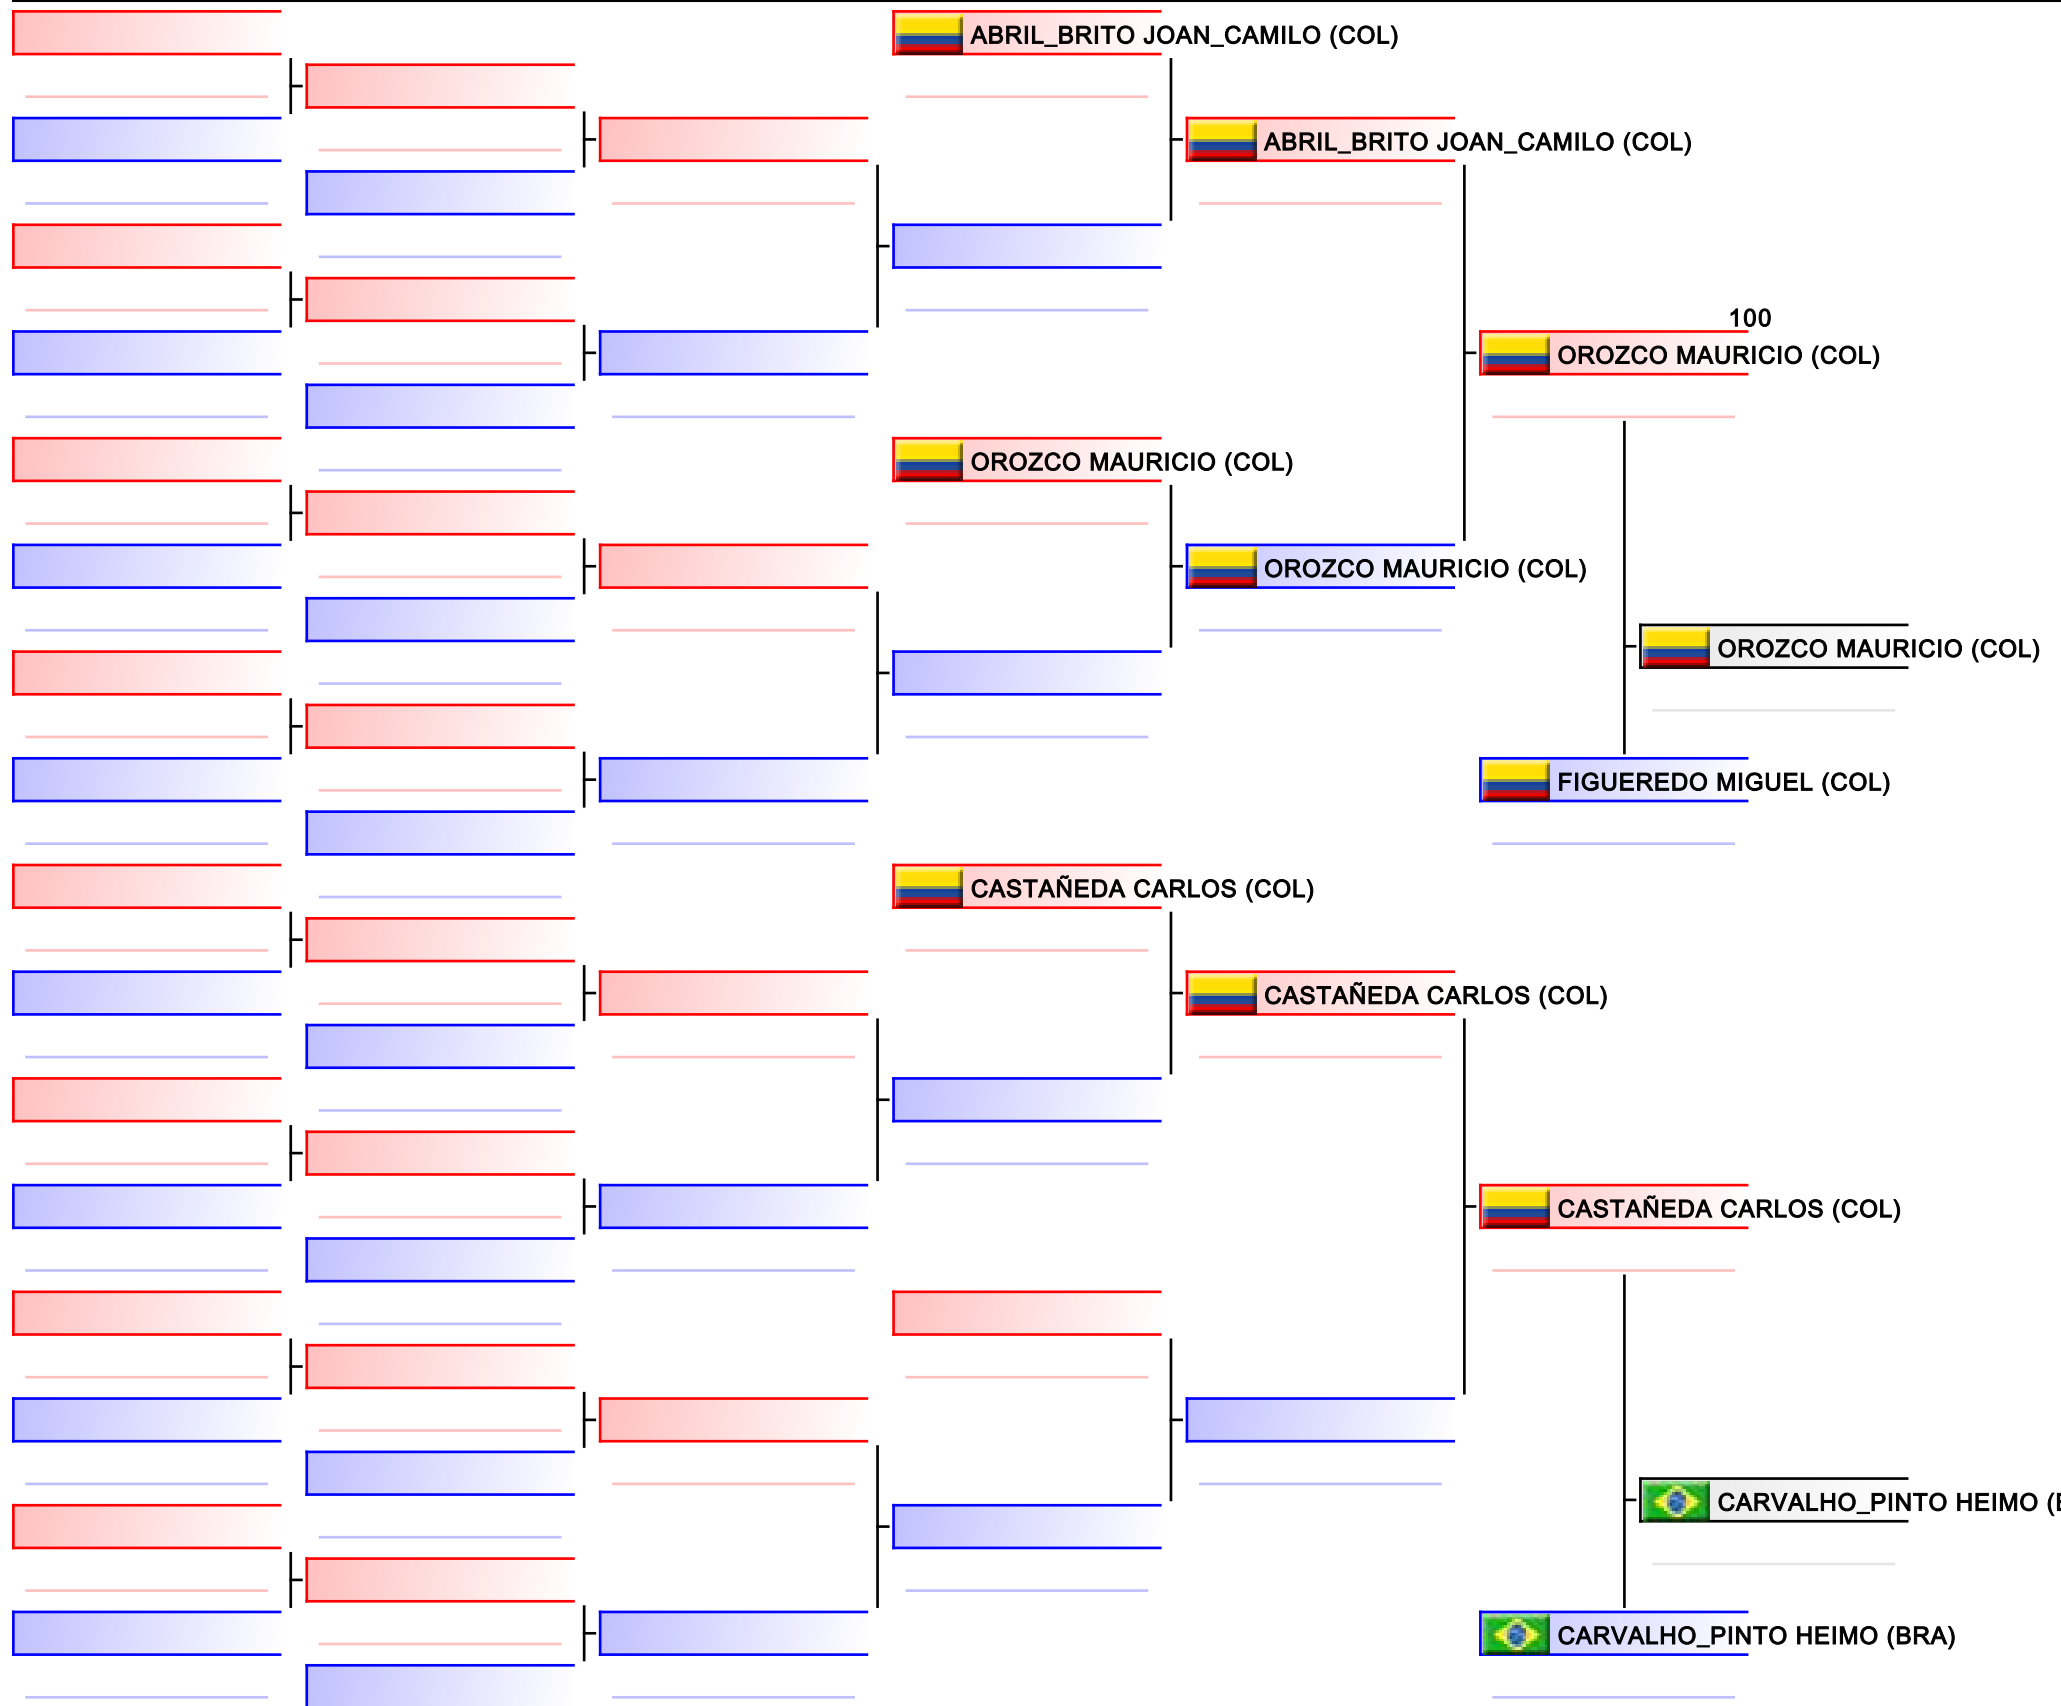 ABRIL_BRITO JOAN_CAMILO (COL)
ABRIL_BRITO JOAN_CAMILO (COL)
100
OROZCO MAURICIO (COL)
OROZCO MAURICIO (COL)
OROZCO MAURICIO (COL)
OROZCO MAURICIO (COL)
FIGUEREDO MIGUEL (COL)
CASTAÑEDA CARLOS (COL)
CASTAÑEDA CARLOS (COL)
CASTAÑEDA CARLOS (COL)
CARVALHO_PINTO HEIMO
CARVALHO_PINTO HEIMO (BRA)